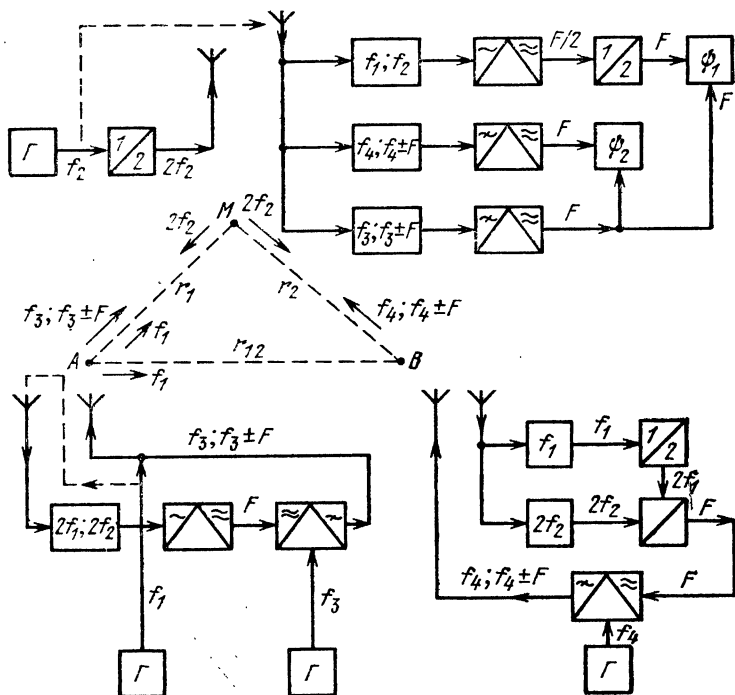 f₁; f₂
~ ≈
F/2
1/2
F
φ₁
F
Г
f₂
1/2
2f₂
f₄; f₄±F
~ ≈
F
φ₂
f₃; f₃±F
~ ≈
F
2f₂
M
2f₂
r₁
r₂
f₃; f₃±F
f₁
f₄; f₄±F
A
r₁₂
B
f₁
f₃; f₃±F
f₁
f₁
1/2
2f₁
2f₁; 2f₂
~ ≈
F
≈ ~
2f₂
2f₂
F
f₁
f₃
f₄; f₄±F
~ ≈
F
f₄
Г
Г
Г